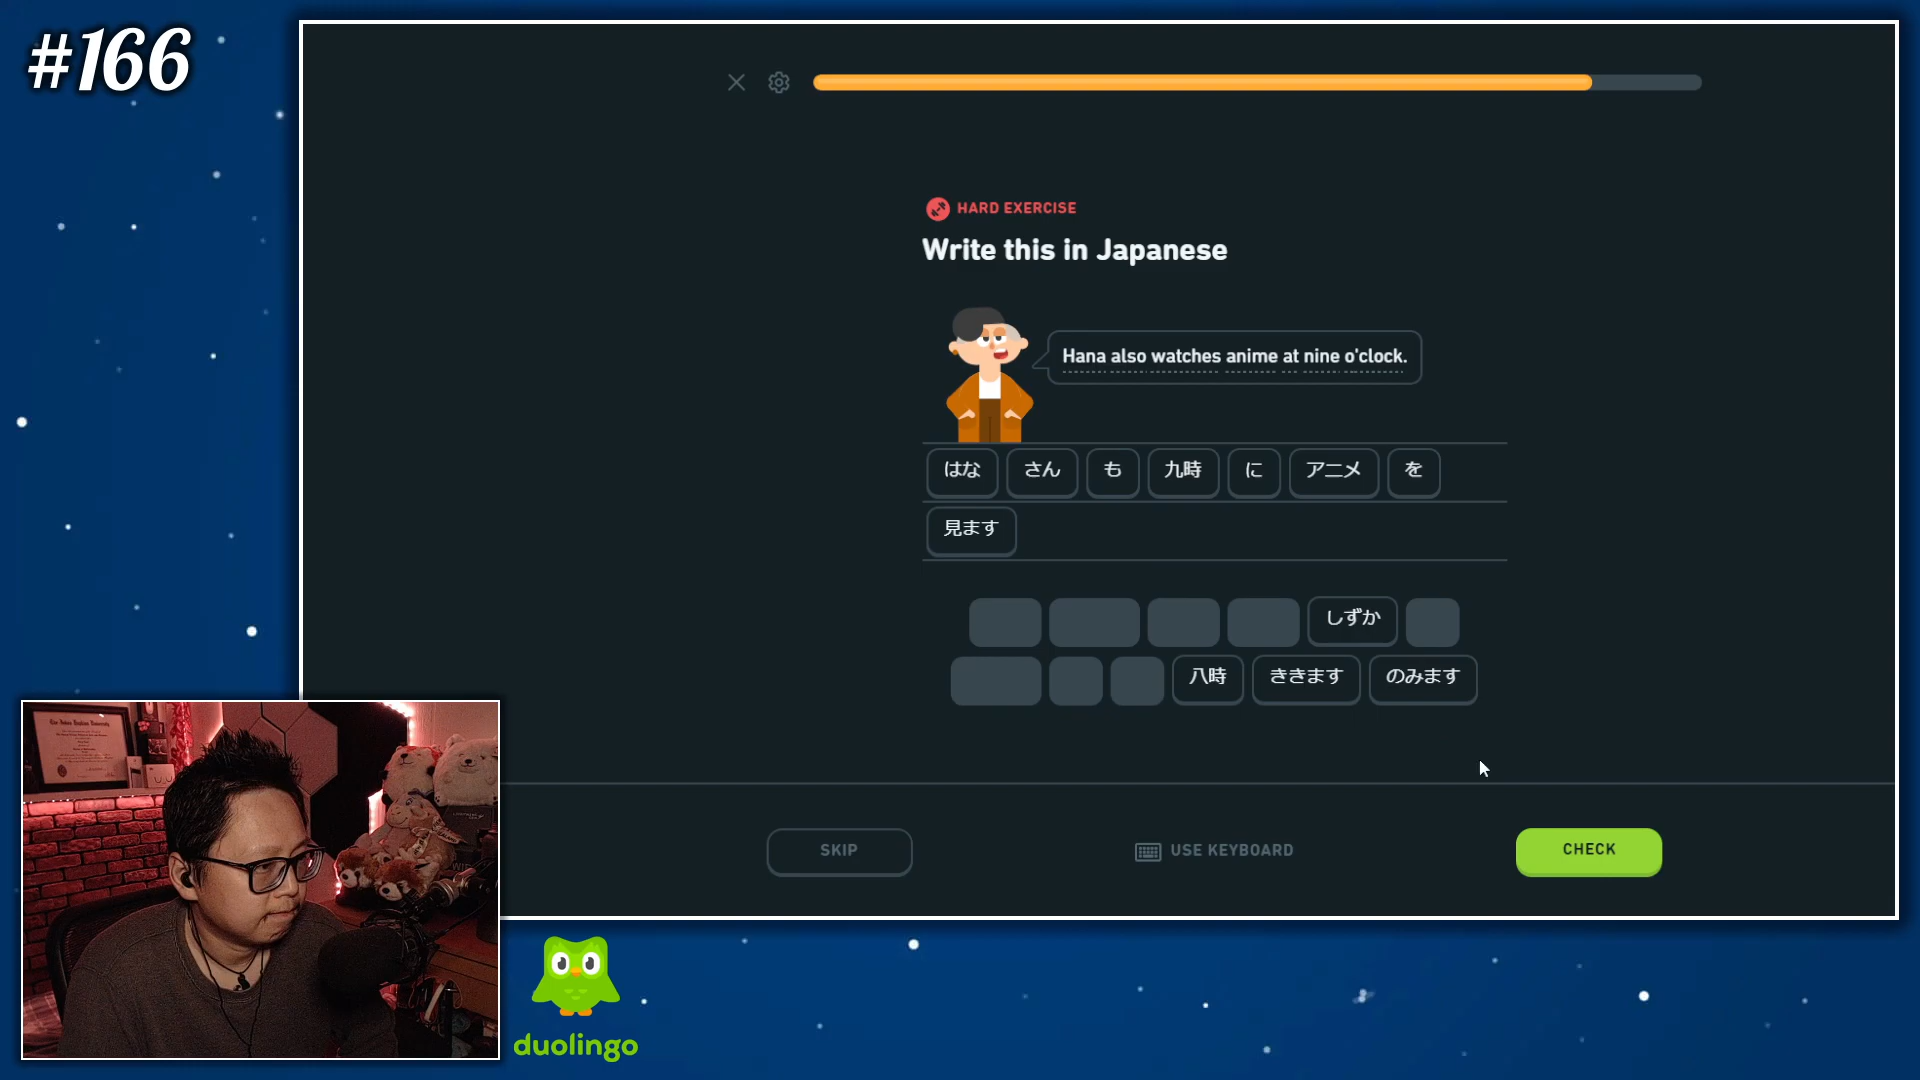 #166
HARD EXERCISE
Write this in Japanese
Hana also watches anime at nine o'clock.
はな さん も 九時 に アニメ を
見ます
しずか
八時 ききます のみます
SKIP
USE KEYBOARD
CHECK
duolingo